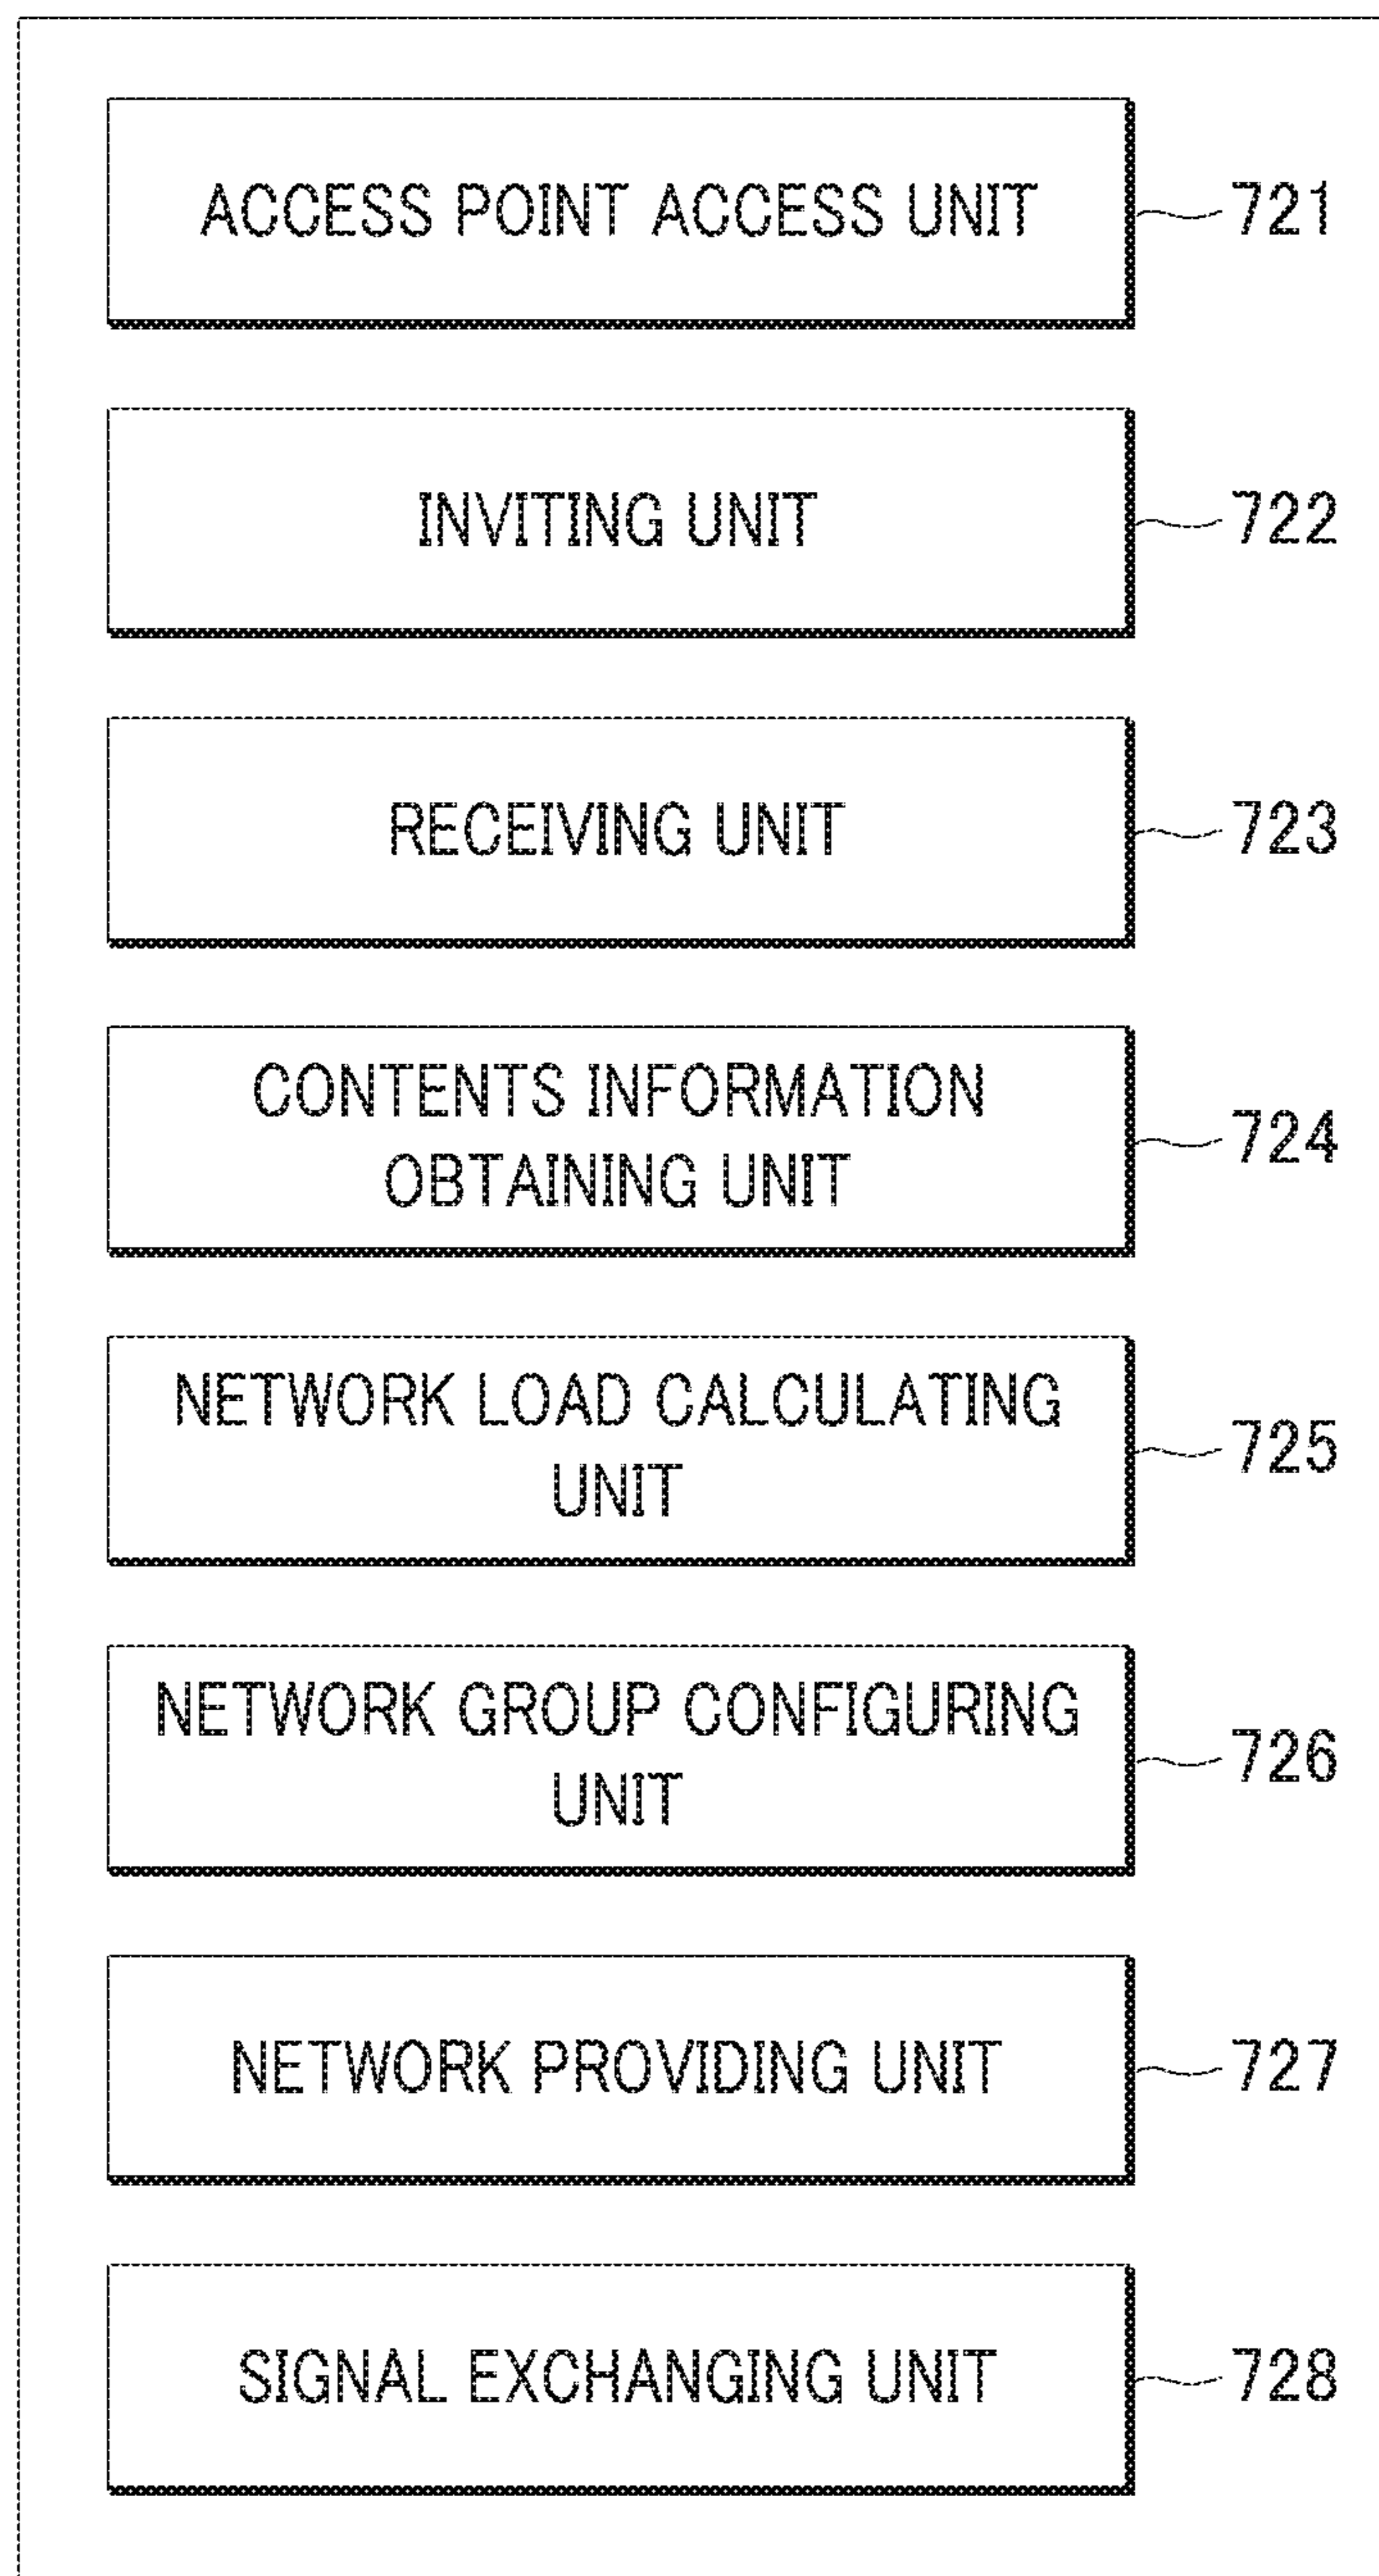 ACCESS POINT ACCESS UNIT 721
INVITING UNIT 722
RECEIVING UNIT 723
CONTENTS INFORMATION
OBTAINING UNIT 724
NETWORK LOAD CALCULATING
UNIT 725
NETWORK GROUP CONFIGURING
UNIT 726
NETWORK PROVIDING UNIT 727
SIGNAL EXCHANGING UNIT 728